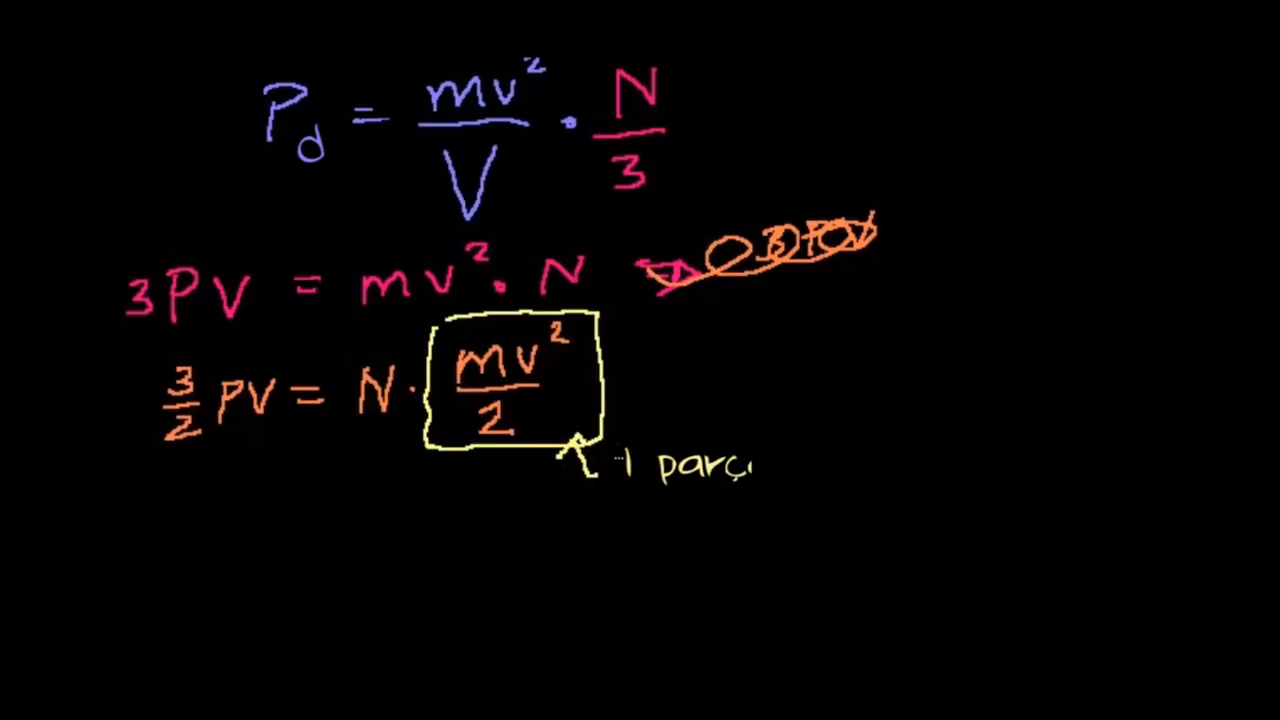 P_d = mv²/V · N/3
3PV = mv² · N
3/2 PV = N · mv²/2
1 parç